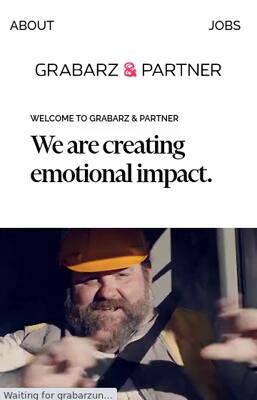 ABOUT JOBS
GRABARZ & PARTNER
WELCOME TO GRABARZ & PARTNER
We are creating
emotional impact.
Waiting for grabarzun...